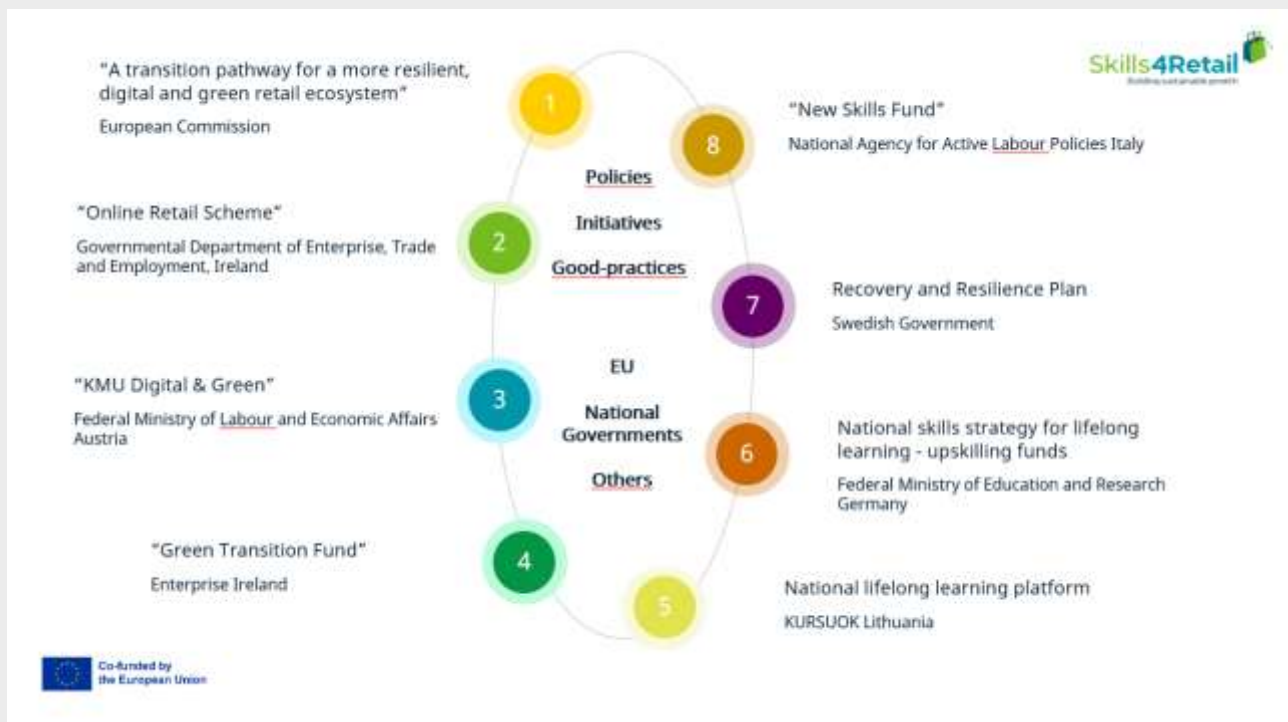 Skills4Retail
Building sustainable growth
"A transition pathway for a more resilient,
digital and green retail ecosystem"
European Commission
1
"Online Retail Scheme"
Governmental Department of Enterprise, Trade
and Employment, Ireland
2
"KMU Digital & Green"
Federal Ministry of Labour and Economic Affairs
Austria
3
"Green Transition Fund"
Enterprise Ireland
4
Policies
Initiatives
Good-practices
EU
National
Governments
Others
8
"New Skills Fund"
National Agency for Active Labour Policies Italy
7
Recovery and Resilience Plan
Swedish Government
6
National skills strategy for lifelong
learning - upskilling funds
Federal Ministry of Education and Research
Germany
5
National lifelong learning platform
KURSUOK Lithuania
Co-funded by
the European Union